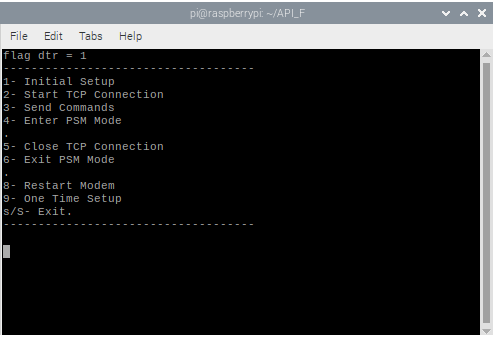 pi@raspberrypi: ~/API_F
File Edit Tabs Help
flag dtr = 1
------------------------------------
1- Initial Setup
2- Start TCP Connection
3- Send Commands
4- Enter PSM Mode
.
5- Close TCP Connection
6- Exit PSM Mode
.
8- Restart Modem
9- One Time Setup
s/S- Exit.
------------------------------------